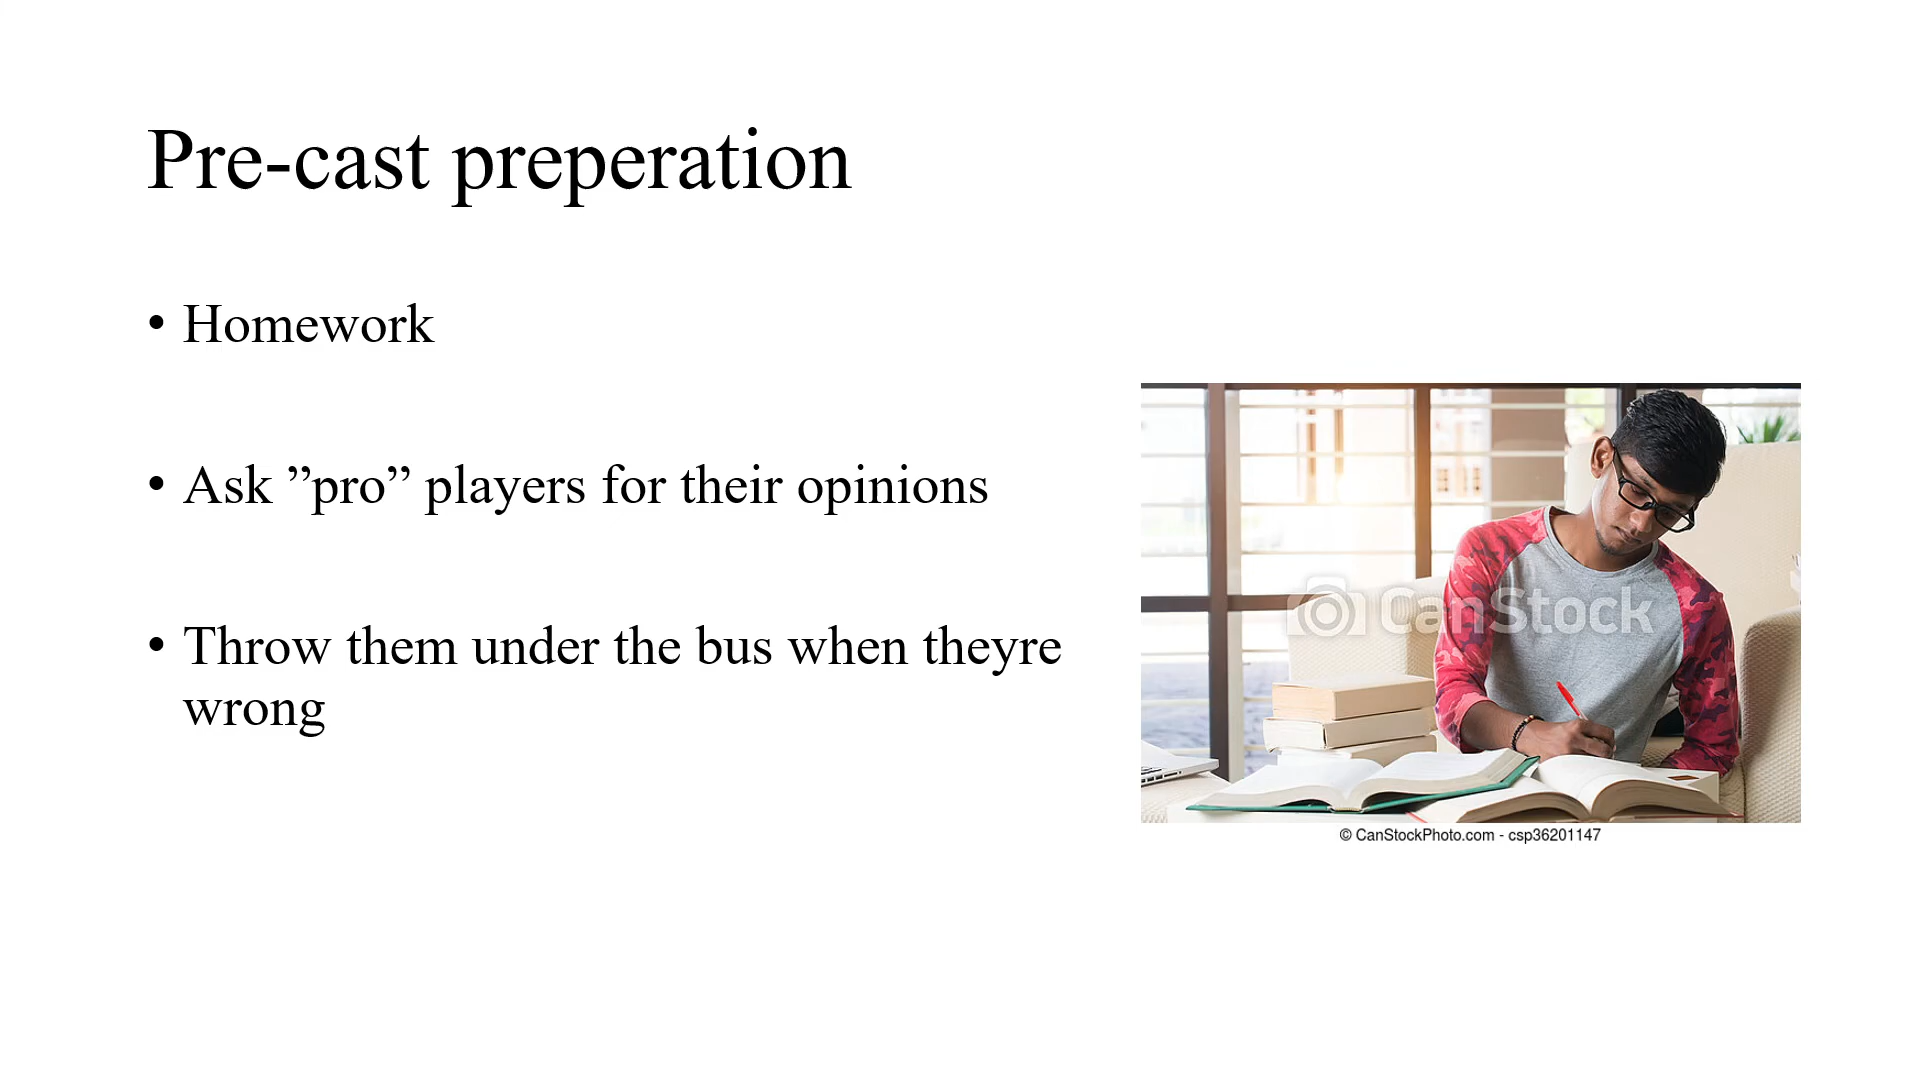 Pre-cast preperation
• Homework
• Ask ”pro” players for their opinions
• Throw them under the bus when theyre
wrong
CanStock
© CanStockPhoto.com - csp36201147